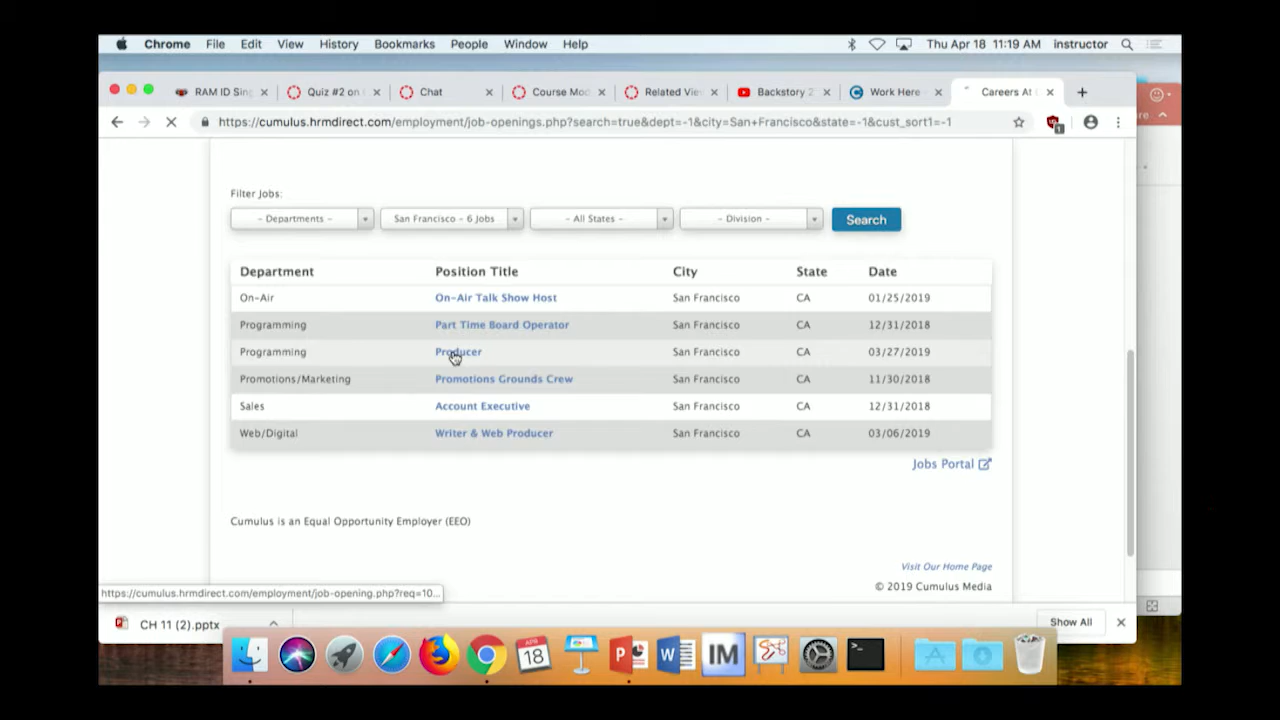 Chrome File Edit View History Bookmarks People Window Help Thu Apr 18 11:19 AM instructor
RAM ID Sin Quiz #2 on Chat Course Mo Related Vie Backstory 2 Work Here - Careers At
https://cumulus.hrmdirect.com/employment/job-openings.php?search=true&dept=-1&city=San+Francisco&state=-1&cust_sort1=-1
Filter Jobs:
- Departments - San Francisco - 6 Jobs - All States - - Division - Search
Department Position Title City State Date
On-Air On-Air Talk Show Host San Francisco CA 01/25/2019
Programming Part Time Board Operator San Francisco CA 12/31/2018
Programming Producer San Francisco CA 03/27/2019
Promotions/Marketing Promotions Grounds Crew San Francisco CA 11/30/2018
Sales Account Executive San Francisco CA 12/31/2018
Web/Digital Writer & Web Producer San Francisco CA 03/06/2019
Jobs Portal
Cumulus is an Equal Opportunity Employer (EEO)
Visit Our Home Page
© 2019 Cumulus Media
https://cumulus.hrmdirect.com/employment/job-opening.php?req=10...
CH 11 (2).pptx Show All
APR
18
IM